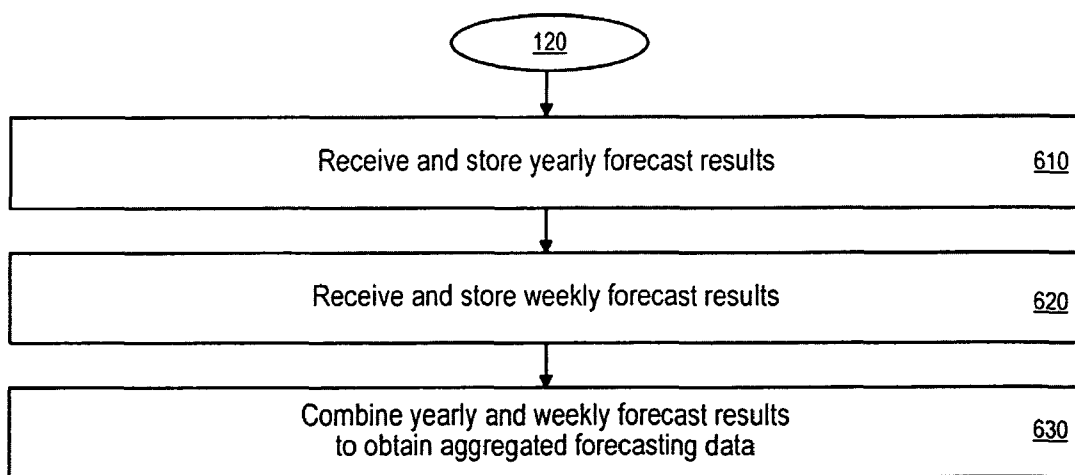 120
Receive and store yearly forecast results 610
Receive and store weekly forecast results 620
Combine yearly and weekly forecast results
to obtain aggregated forecasting data 630